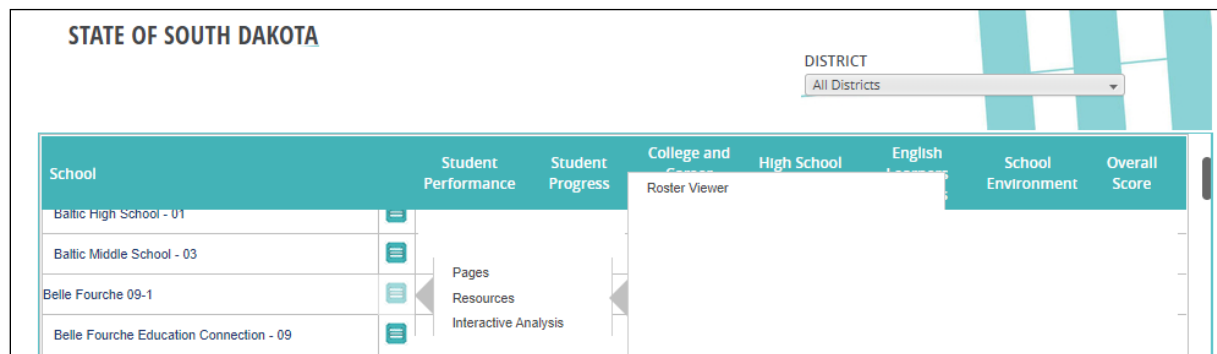 STATE OF SOUTH DAKOTA
DISTRICT
All Districts
School
Student Performance
Student Progress
College and
High School
English
School Environment
Overall Score
Roster Viewer
Baltic High School - 01
Baltic Middle School - 03
Pages
Belle Fourche 09-1
Resources
Interactive Analysis
Belle Fourche Education Connection - 09